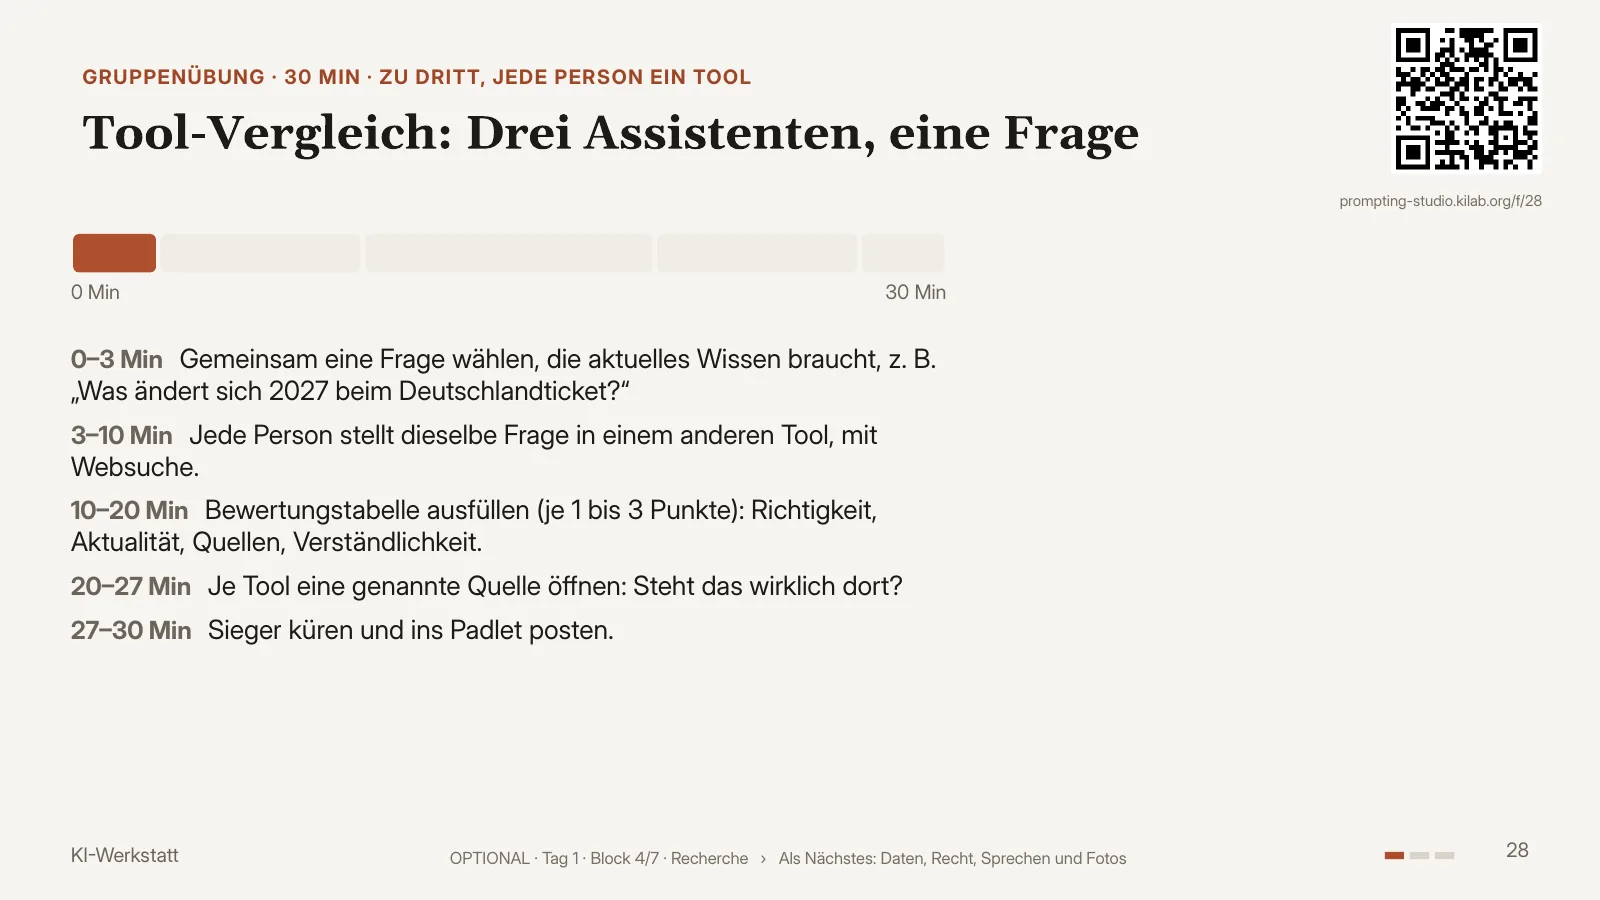 GRUPPENÜBUNG · 30 MIN · ZU DRITT, JEDE PERSON EIN TOOL
Tool-Vergleich: Drei Assistenten, eine Frage
prompting-studio.kilab.org/f/28
0 Min
30 Min
0–3 Min Gemeinsam eine Frage wählen, die aktuelles Wissen braucht, z. B.
„Was ändert sich 2027 beim Deutschlandticket?“
3–10 Min Jede Person stellt dieselbe Frage in einem anderen Tool, mit
Websuche.
10–20 Min Bewertungstabelle ausfüllen (je 1 bis 3 Punkte): Richtigkeit,
Aktualität, Quellen, Verständlichkeit.
20–27 Min Je Tool eine genannte Quelle öffnen: Steht das wirklich dort?
27–30 Min Sieger küren und ins Padlet posten.
KI-Werkstatt
OPTIONAL · Tag 1 · Block 4/7 · Recherche › Als Nächstes: Daten, Recht, Sprechen und Fotos
28